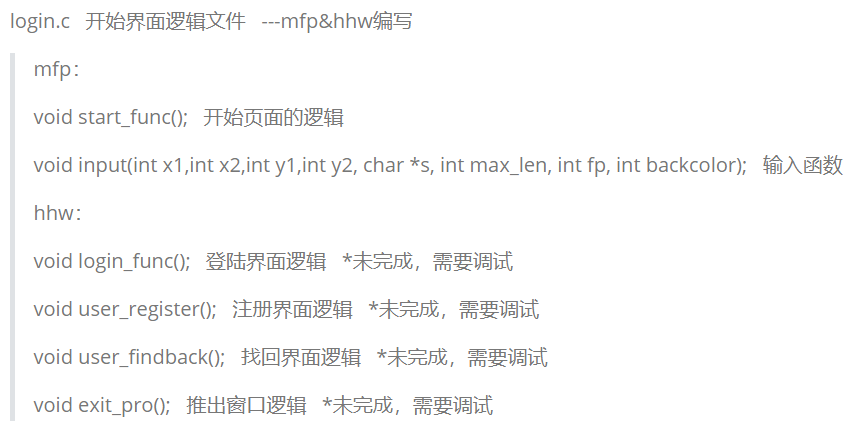 login.c 开始界面逻辑文件 ---mfp&hhw编写
mfp：
void start_func(); 开始页面的逻辑
void input(int x1,int x2,int y1,int y2, char *s, int max_len, int fp, int backcolor); 输入函数
hhw：
void login_func(); 登陆界面逻辑 *未完成，需要调试
void user_register(); 注册界面逻辑 *未完成，需要调试
void user_findback(); 找回界面逻辑 *未完成，需要调试
void exit_pro(); 推出窗口逻辑 *未完成，需要调试